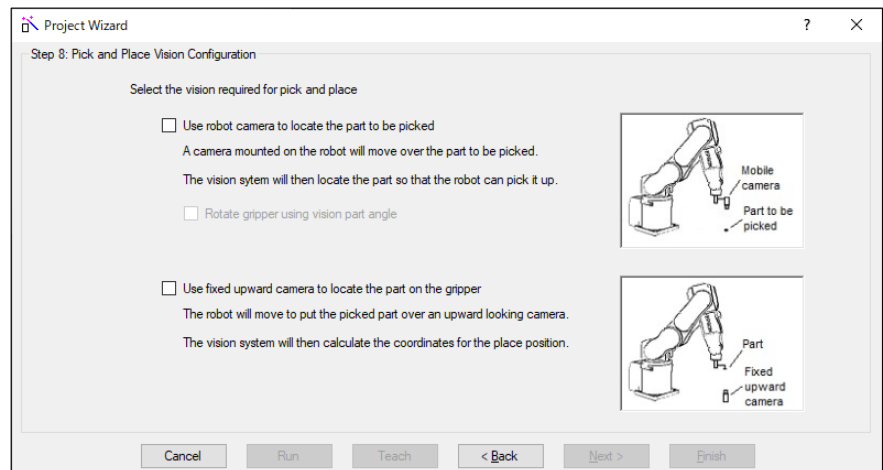 Project Wizard
?
Step 8: Pick and Place Vision Configuration
Select the vision required for pick and place
Use robot camera to locate the part to be picked
A camera mounted on the robot will move over the part to be picked.
The vision sytem will then locate the part so that the robot can pick it up.
Rotate gripper using vision part angle
Mobile
camera
Part to be
picked
Use fixed upward camera to locate the part on the gripper
The robot will move to put the picked part over an upward looking camera.
The vision system will then calculate the coordinates for the place position.
Part
Fixed
upward
camera
Cancel Run Teach < Back Next > Finish